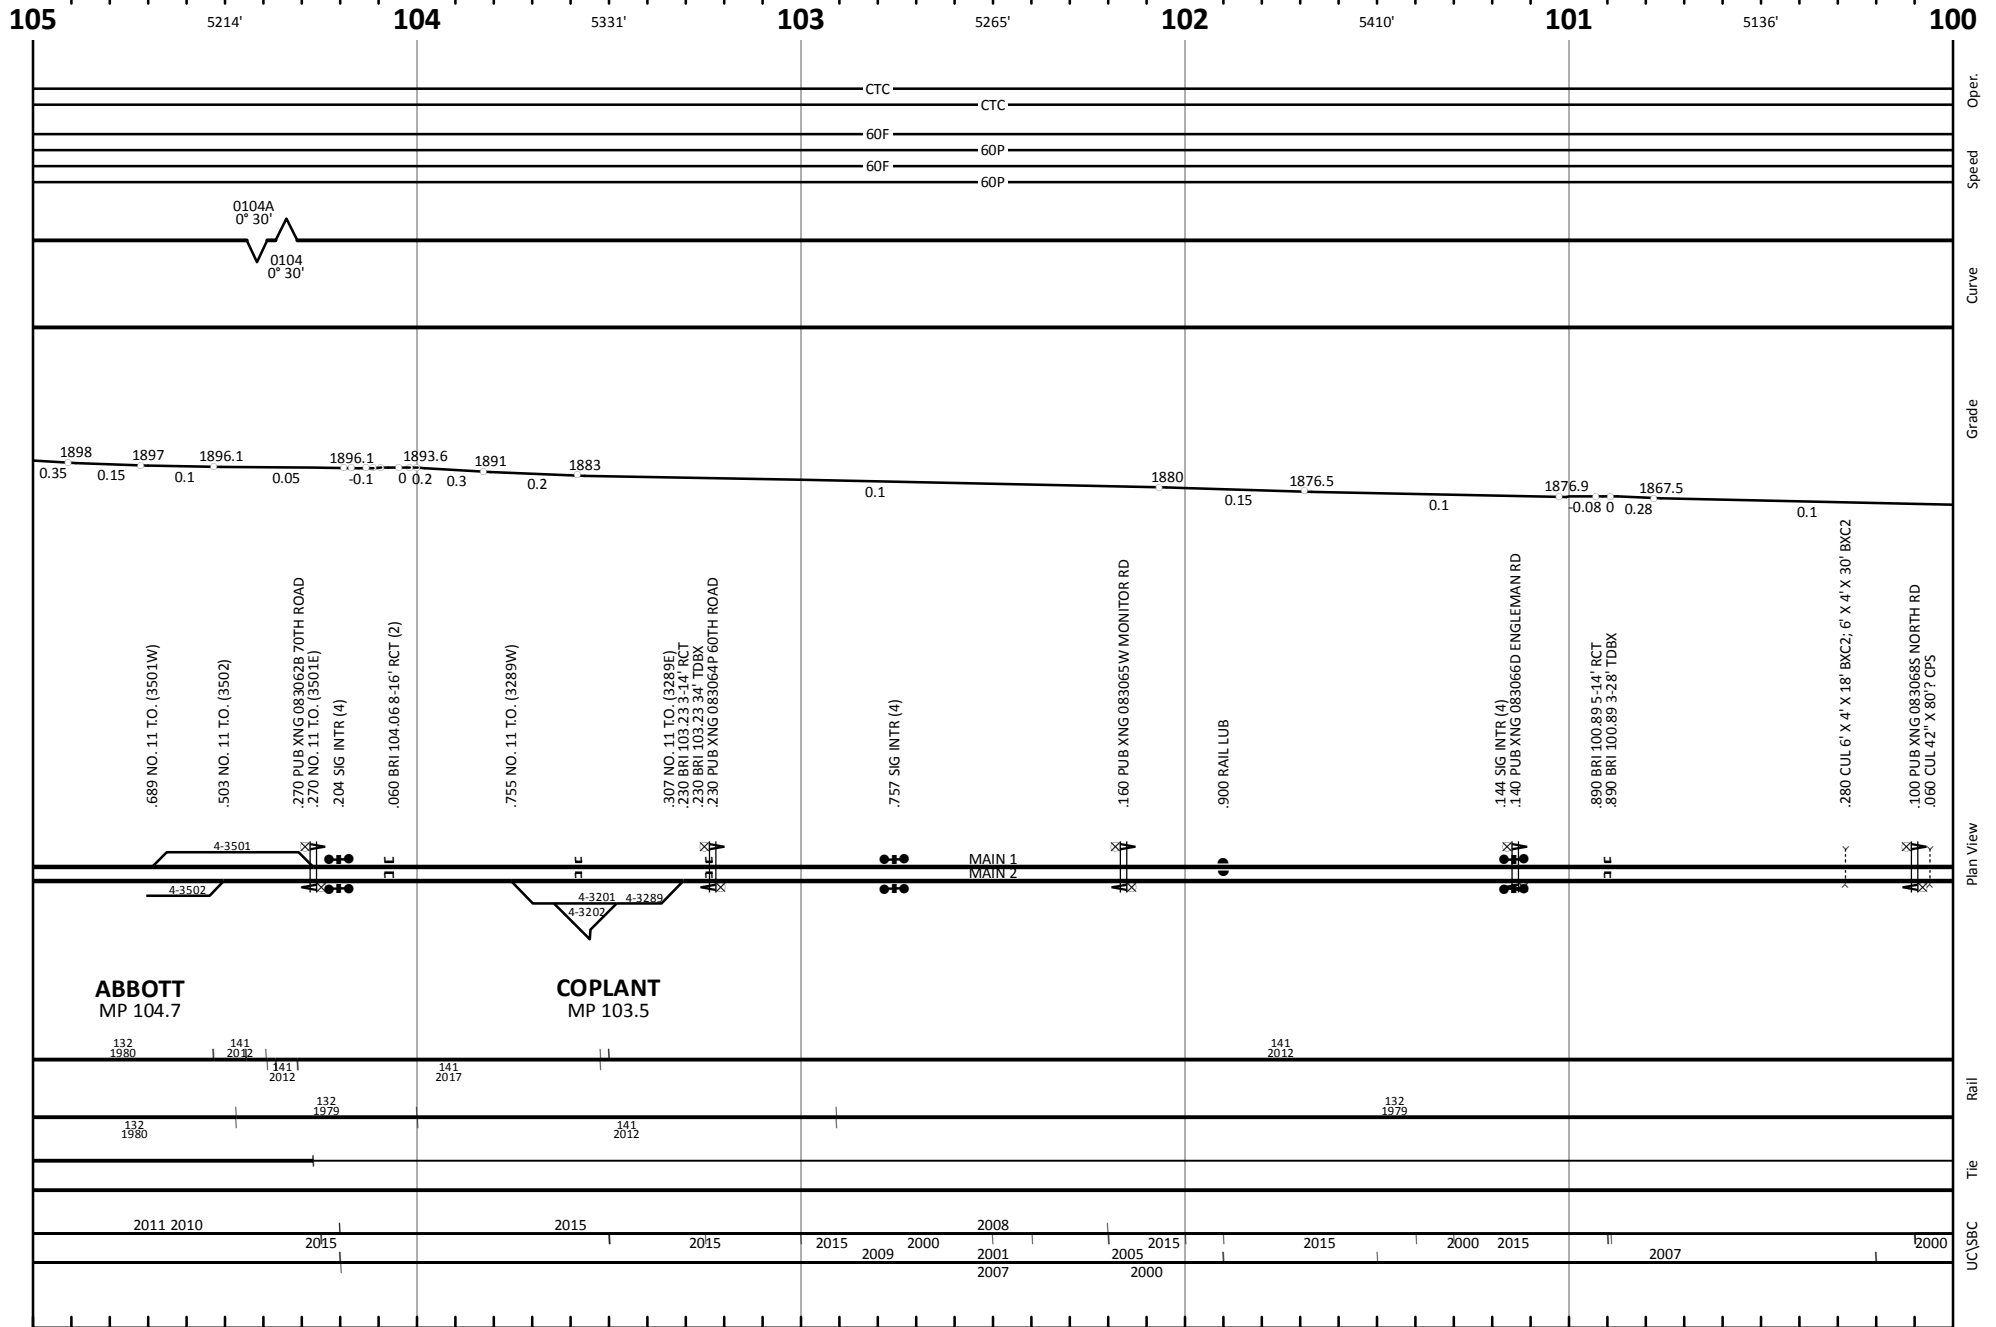 105 5214' 104 5331' 103 5265' 102 5410' 101 5136' 100
CTC
CTC
Oper.
60F
60P
60F
60P
Speed
0104A
0° 30'
0104
0° 30'
Curve
Grade
1898 1897 1896.1 1896.1 1893.6 1891 1883 1880 1876.5 1876.9 1867.5
0.35 0.15 0.1 0.05 -0.1 0 0.2 0.3 0.2 0.1 0.15 0.1 -0.08 0 0.28 0.1
.689 NO. 11 T.O. (3501W)
.503 NO. 11 T.O. (3502)
.270 PUB XNG 083062B 70TH ROAD
.270 NO. 11 T.O. (3501E)
.204 SIG INTR (4)
.060 BRI 104.06 8-16' RCT (2)
.755 NO. 11 T.O. (3289W)
.307 NO. 11 T.O. (3289E)
.230 BRI 103.23 3-14' RCT
.230 BRI 103.23 34' TDBX
.230 PUB XNG 083064P 60TH ROAD
.757 SIG INTR (4)
.160 PUB XNG 083065W MONITOR RD
.900 RAIL LUB
.144 SIG INTR (4)
.140 PUB XNG 083066D ENGLEMAN RD
.890 BRI 100.89 5-14' RCT
.890 BRI 100.89 3-28' TDBX
.280 CUL 6' X 4' X 18' BXC2; 6' X 4' X 30' BXC2
.100 PUB XNG 083068S NORTH RD
.060 CUL 42" X 80'? CPS
4-3501
MAIN 1
MAIN 2
4-3502
4-3201 4-3289
4-3202
Plan View
ABBOTT
MP 104.7
COPLANT
MP 103.5
132
1980
141
2012
141
2012
141
2012
141
2017
Rail
132
1979
132
1979
132
1980
141
2012
Tie
2011 2010 2015 2008
2015 2015 2015 2000 2015 2015 2000 2015 2000
2009 2001 2005 2007
2007 2000
UC\SBC